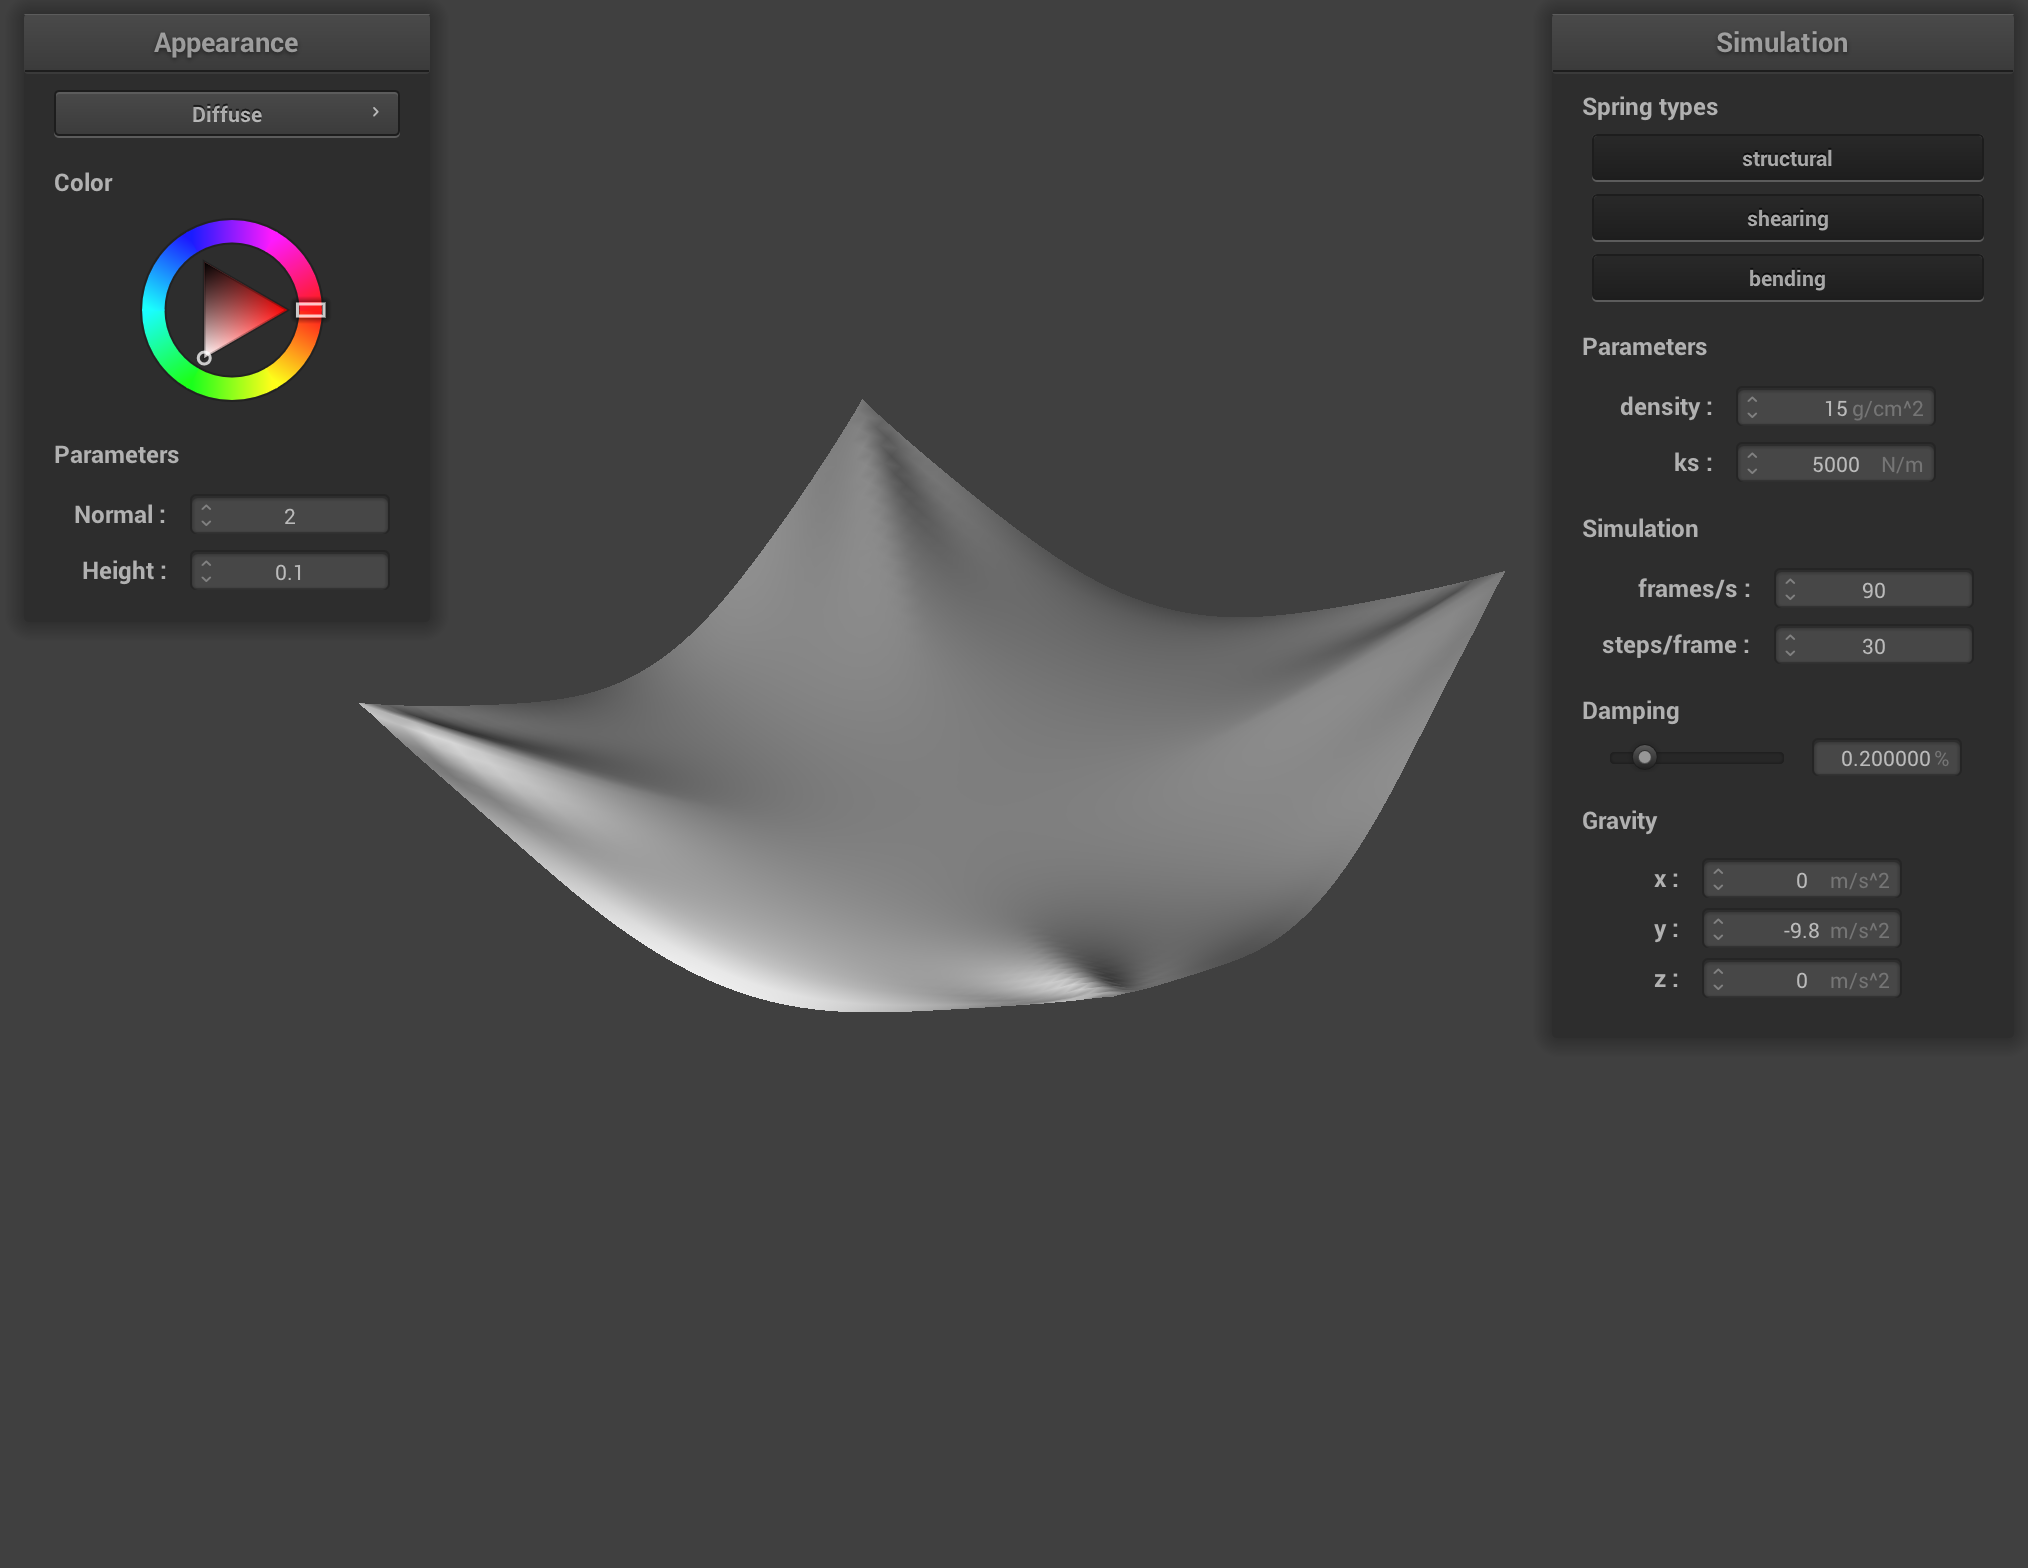 Appearance
Diffuse
Color
Parameters
Normal : 2
Height : 0.1
Simulation
Spring types
structural
shearing
bending
Parameters
density : 15 g/cm^2
ks : 5000 N/m
Simulation
frames/s : 90
steps/frame : 30
Damping
0.200000 %
Gravity
x : 0 m/s^2
y : -9.8 m/s^2
z : 0 m/s^2